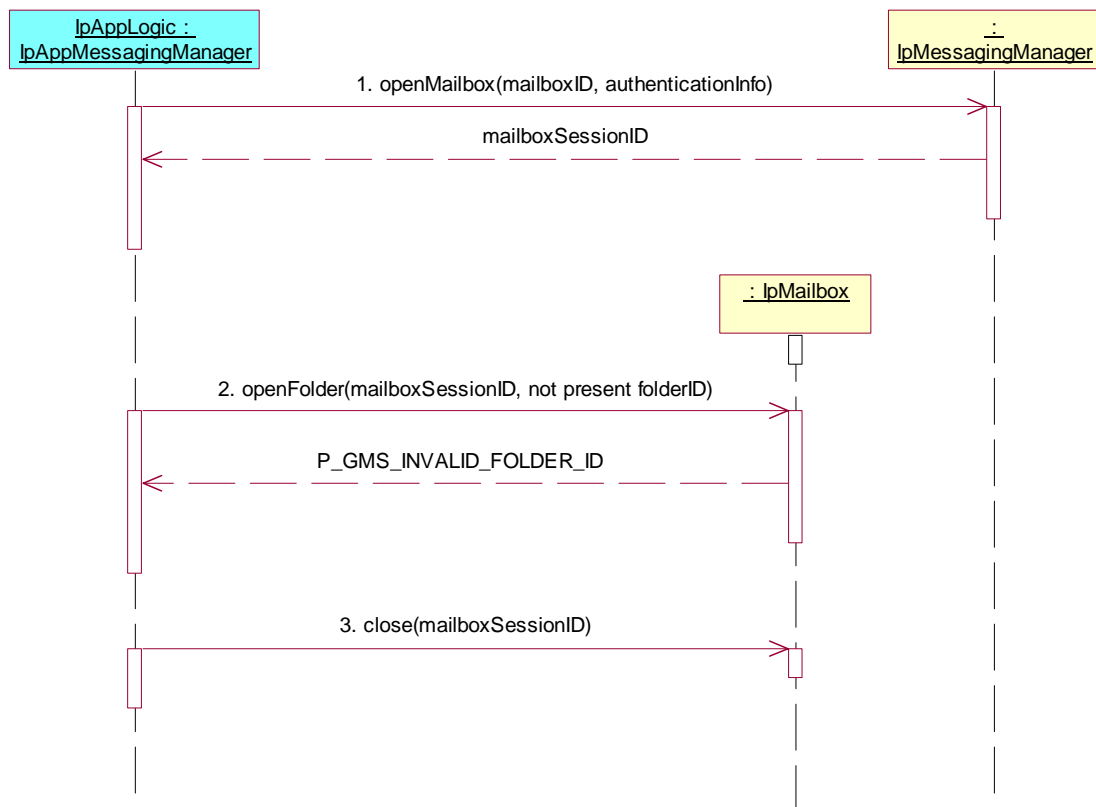 IpAppLogic :
IpAppMessagingManager
:
IpMessagingManager
1. openMailbox(mailboxID, authenticationInfo)
mailboxSessionID
: IpMailbox
2. openFolder(mailboxSessionID, not present folderID)
P_GMS_INVALID_FOLDER_ID
3. close(mailboxSessionID)